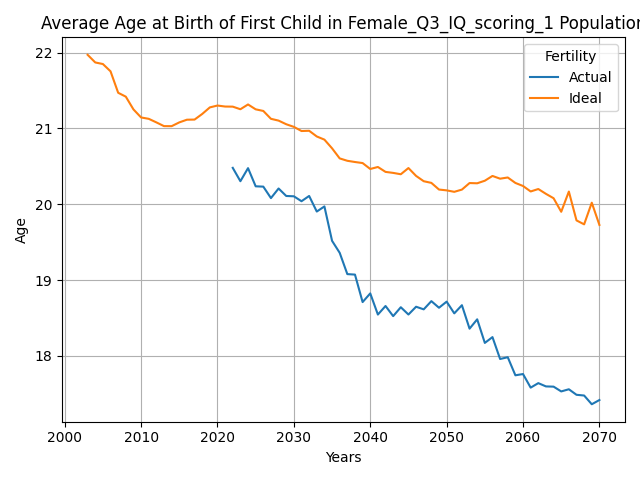 Average Age at Birth of First Child in Female_Q3_IQ_scoring_1 Population
Fertility
Actual
Ideal
22
21
20
19
18
Age
2000 2010 2020 2030 2040 2050 2060 2070
Years